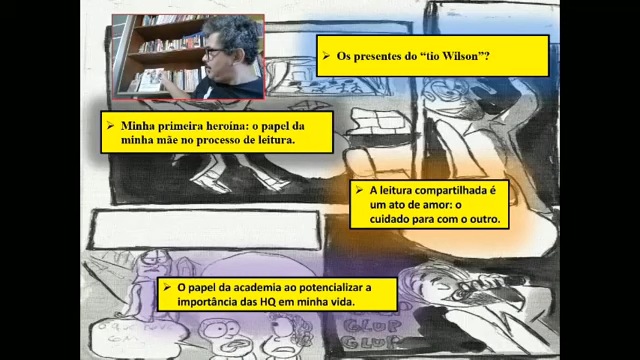 ➢ Os presentes do “tio Wilson”?
➢ Minha primeira heroína: o papel da
minha mãe no processo de leitura.
➢ A leitura compartilhada é
um ato de amor: o
cuidado para com o outro.
➢ O papel da academia ao potencializar a
importância das HQ em minha vida.
GLUP
GLUP